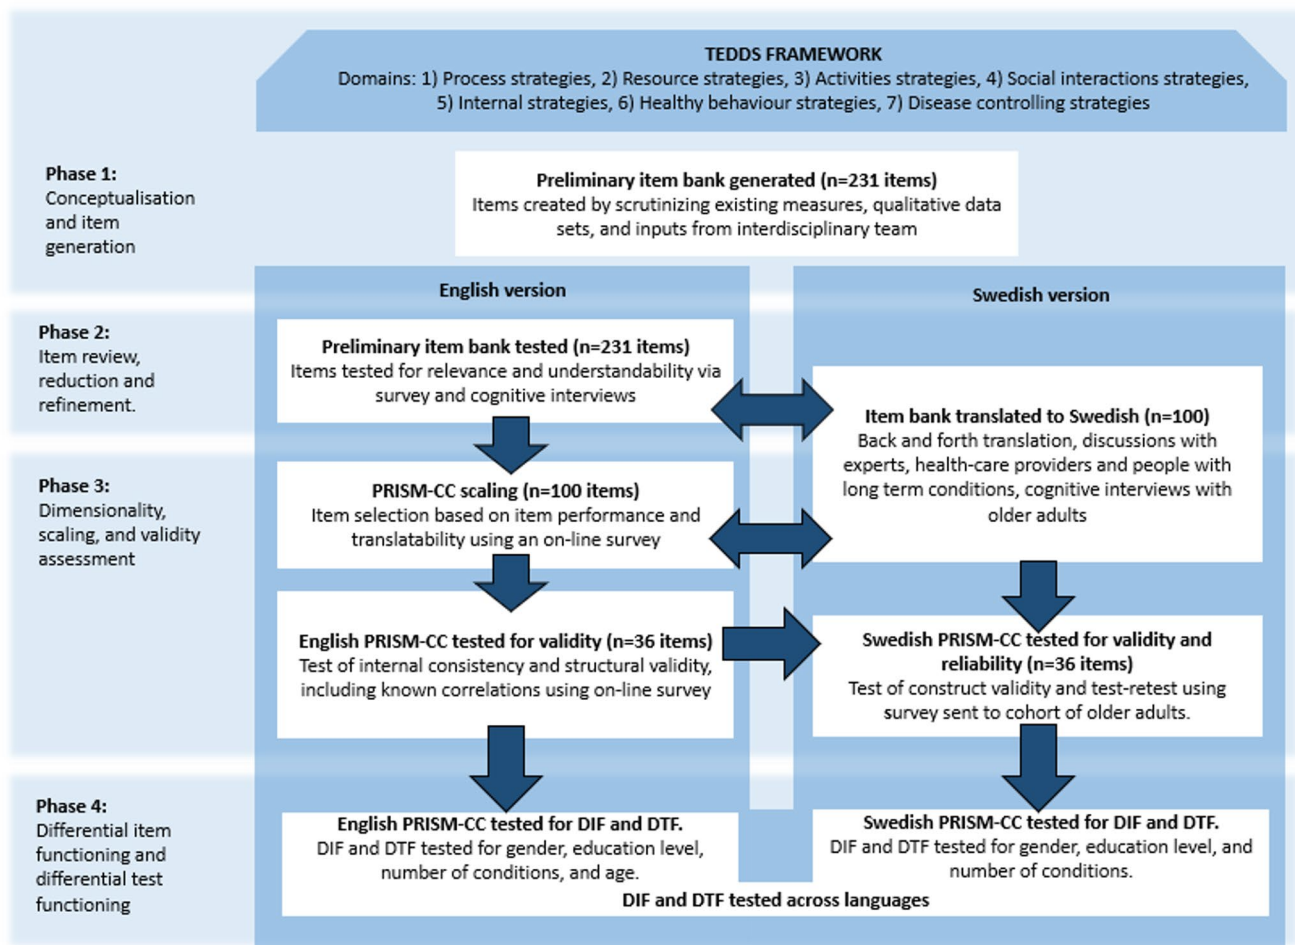 TEDDS FRAMEWORK
Domains: 1) Process strategies, 2) Resource strategies, 3) Activities strategies, 4) Social interactions strategies,
5) Internal strategies, 6) Healthy behaviour strategies, 7) Disease controlling strategies
Phase 1:
Conceptualisation
and item
generation
Preliminary item bank generated (n=231 items)
Items created by scrutinizing existing measures, qualitative data
sets, and inputs from interdisciplinary team
English version
Swedish version
Phase 2:
Item review,
reduction and
refinement.
Preliminary item bank tested (n=231 items)
Items tested for relevance and understandability via
survey and cognitive interviews
Item bank translated to Swedish (n=100)
Back and forth translation, discussions with
experts, health-care providers and people with
long term conditions, cognitive interviews with
older adults
Phase 3:
Dimensionality,
scaling, and validity
assessment
PRISM-CC scaling (n=100 items)
Item selection based on item performance and
translatability using an on-line survey
English PRISM-CC tested for validity (n=36 items)
Test of internal consistency and structural validity,
including known correlations using on-line survey
Swedish PRISM-CC tested for validity and
reliability (n=36 items)
Test of construct validity and test-retest using
survey sent to cohort of older adults.
Phase 4:
Differential item
functioning and
differential test
functioning
English PRISM-CC tested for DIF and DTF.
DIF and DTF tested for gender, education level,
number of conditions, and age.
Swedish PRISM-CC tested for DIF and DTF.
DIF and DTF tested for gender, education level, and
number of conditions.
DIF and DTF tested across languages